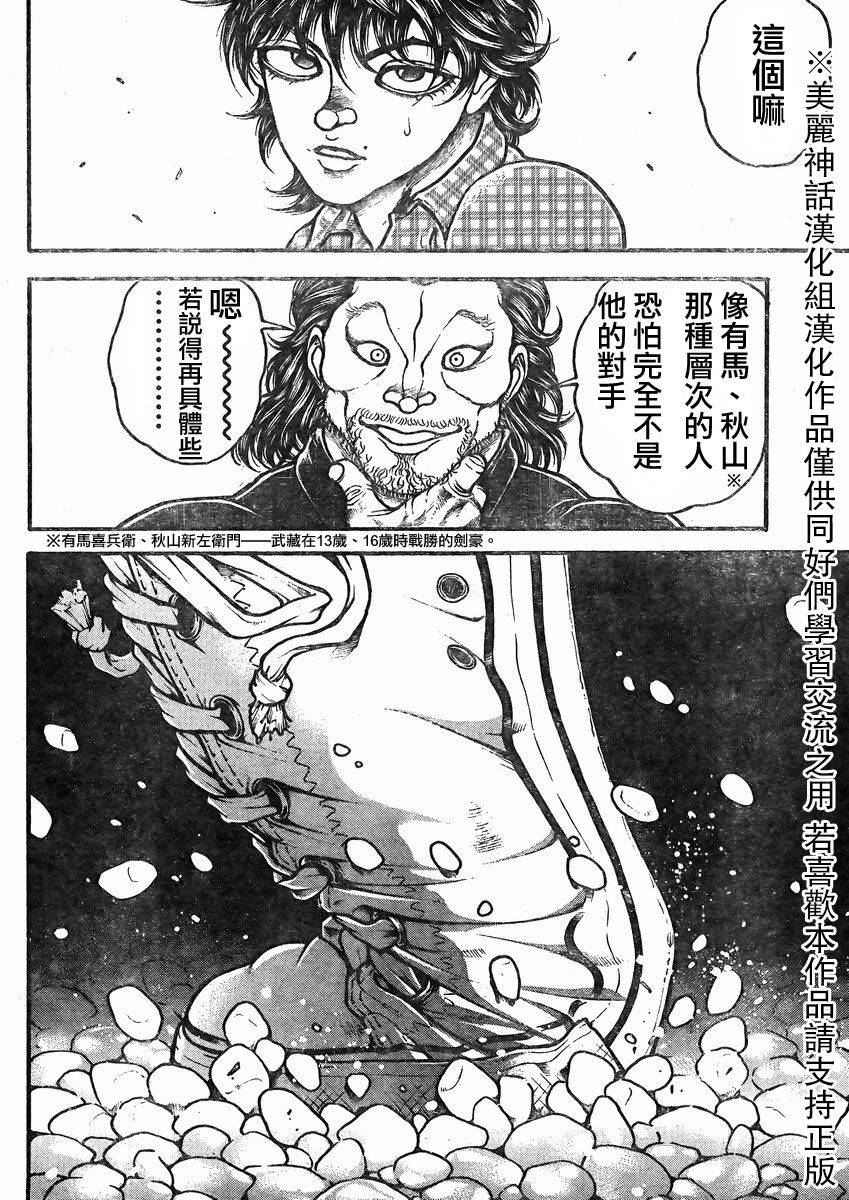 這個嘛
像有馬、秋山※
那種層次的人
恐怕完全不是
他的對手
嗯~~~~~~
若說得再具體些
…………
※有馬喜兵衛、秋山新左衛門——武藏在13歲、16歲時戰勝的劍豪。
※美麗神話漢化組漢化作品僅供同好們學習交流之用 若喜歡本作品請支持正版